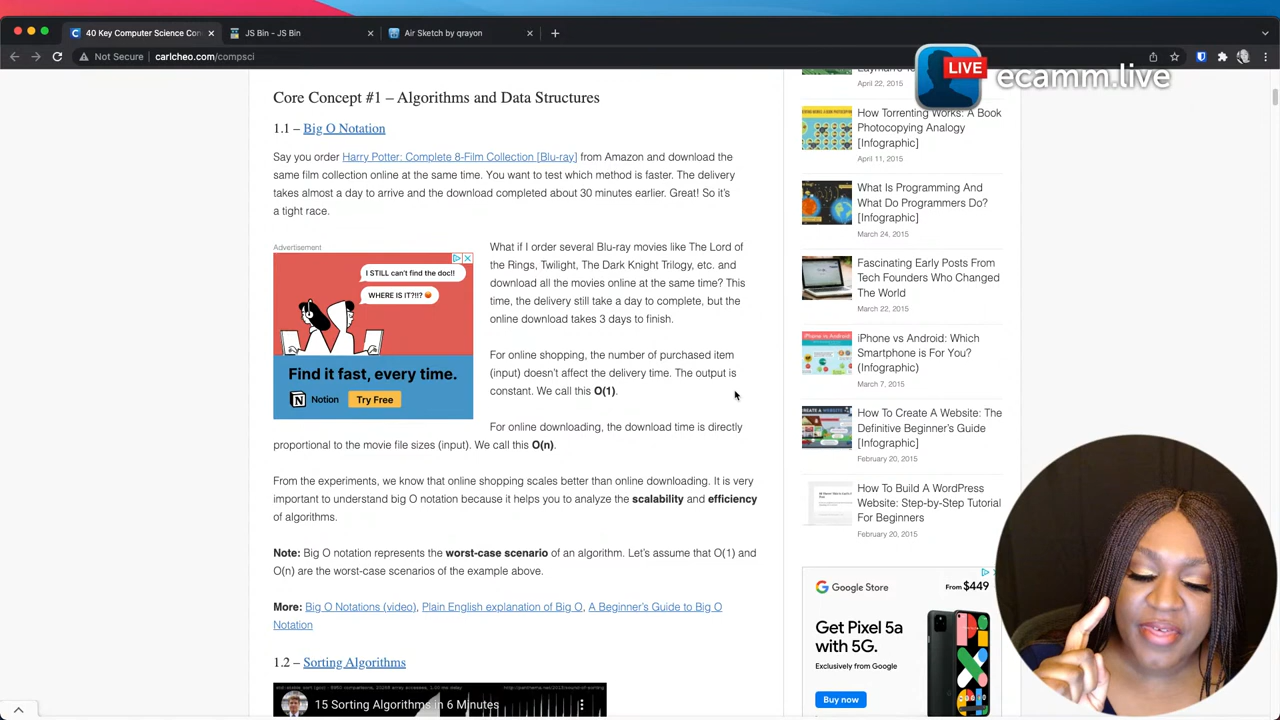 40 Key Computer Science Con
JS Bin - JS Bin
Air Sketch by qrayon
Not Secure
carlcheo.com/compsci
LIVE
ecamm.live
Core Concept #1 – Algorithms and Data Structures
1.1 – Big O Notation
Say you order Harry Potter: Complete 8-Film Collection [Blu-ray] from Amazon and download the
same film collection online at the same time. You want to test which method is faster. The delivery
takes almost a day to arrive and the download completed about 30 minutes earlier. Great! So it's
a tight race.
Advertisement
I STILL can't find the doc!!
WHERE IS IT?!!?
Find it fast, every time.
Notion
Try Free
What if I order several Blu-ray movies like The Lord of
the Rings, Twilight, The Dark Knight Trilogy, etc. and
download all the movies online at the same time? This
time, the delivery still take a day to complete, but the
online download takes 3 days to finish.
For online shopping, the number of purchased item
(input) doesn't affect the delivery time. The output is
constant. We call this O(1).
For online downloading, the download time is directly
proportional to the movie file sizes (input). We call this O(n).
From the experiments, we know that online shopping scales better than online downloading. It is very
important to understand big O notation because it helps you to analyze the scalability and efficiency
of algorithms.
Note: Big O notation represents the worst-case scenario of an algorithm. Let's assume that O(1) and
O(n) are the worst-case scenarios of the example above.
More: Big O Notations (video), Plain English explanation of Big O, A Beginner's Guide to Big O
Notation
1.2 – Sorting Algorithms
15 Sorting Algorithms in 6 Minutes
April 22, 2015
How Torrenting Works: A Book
Photocopying Analogy
[Infographic]
April 11, 2015
What Is Programming And
What Do Programmers Do?
[Infographic]
March 24, 2015
Fascinating Early Posts From
Tech Founders Who Changed
The World
March 22, 2015
iPhone vs Android: Which
Smartphone is For You?
(Infographic)
March 7, 2015
How To Create A Website: The
Definitive Beginner's Guide
[Infographic]
February 20, 2015
How To Build A WordPress
Website: Step-by-Step Tutorial
For Beginners
February 20, 2015
Google Store
From $449
Get Pixel 5a
with 5G.
Exclusively from Google
Buy now